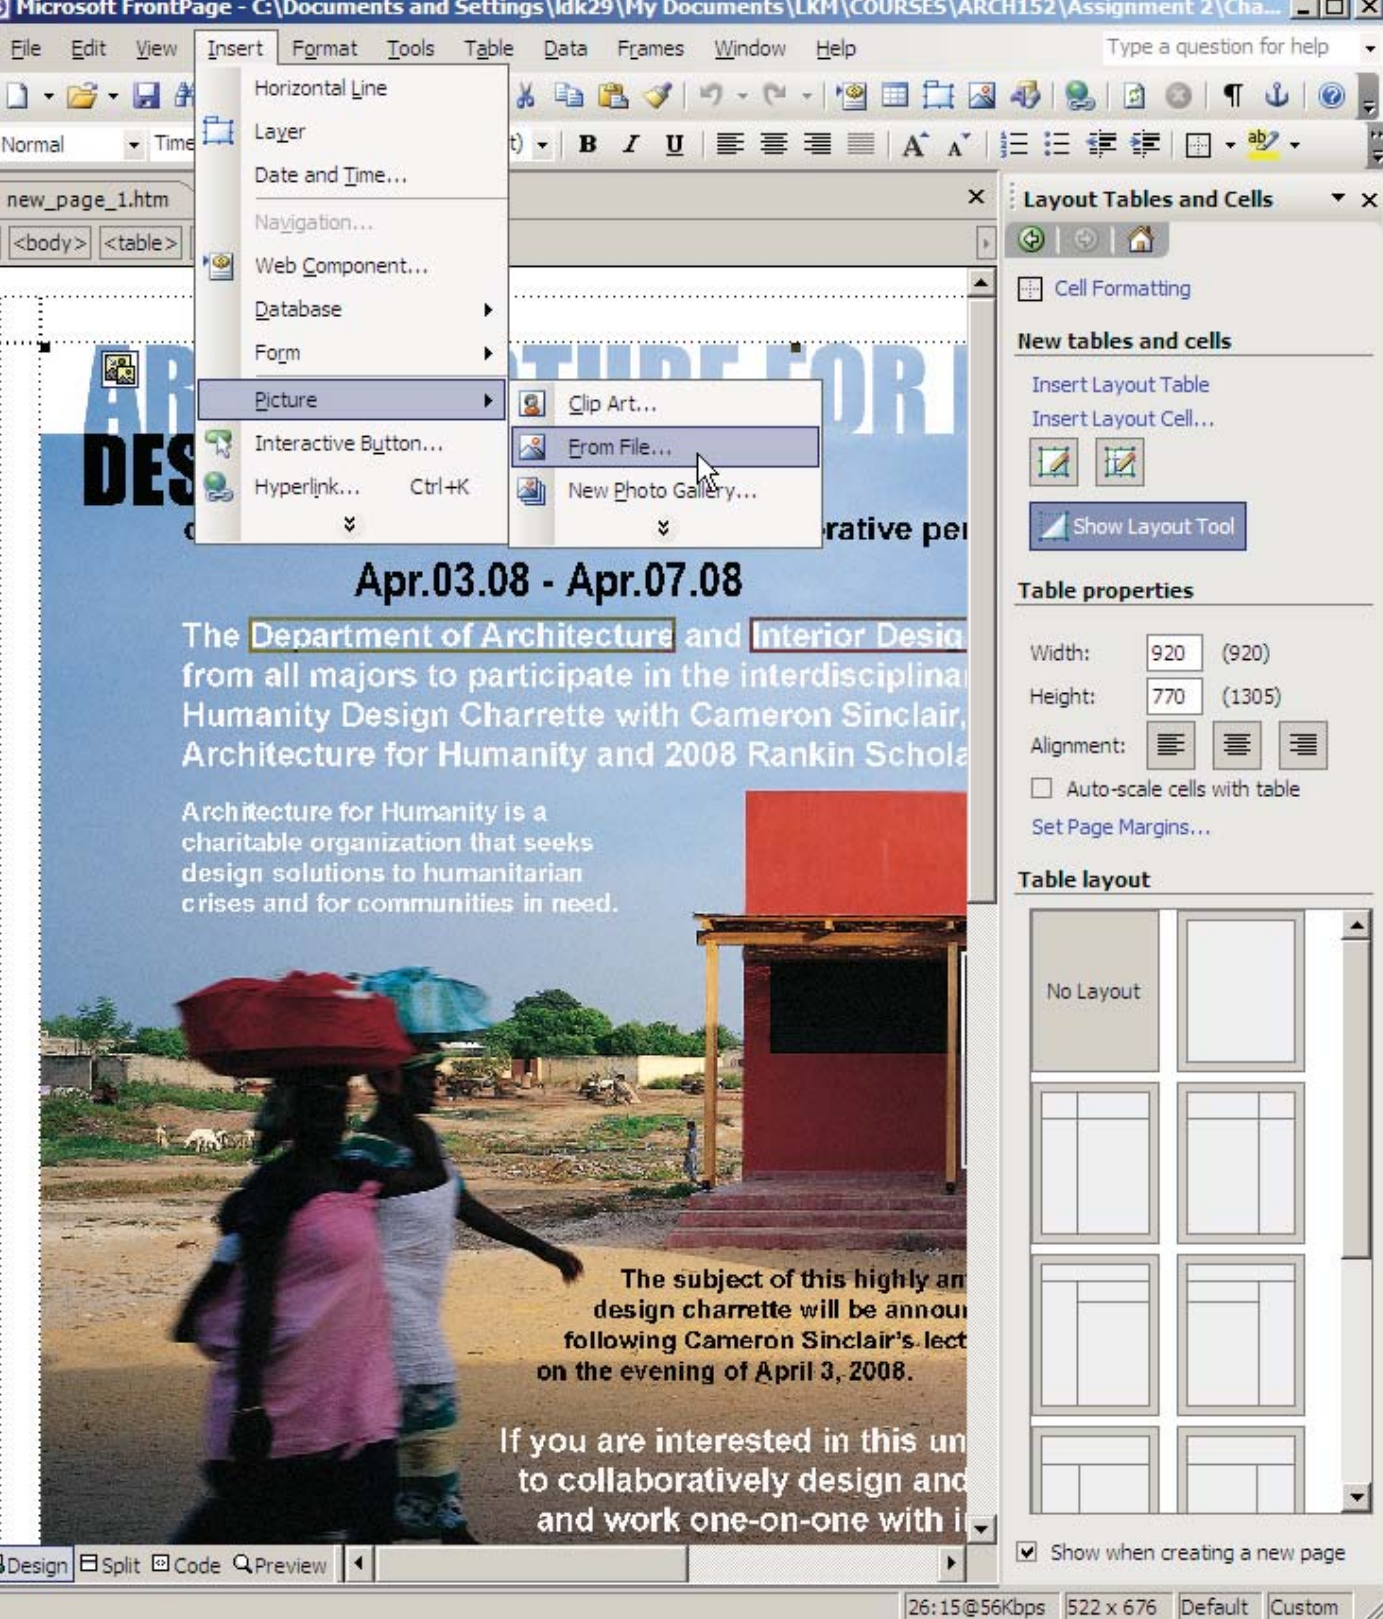 Microsoft FrontPage - C:\Documents and Settings\ldk29\My Documents\LKM\COURSES\ARCH152\Assignment 2\Cha...
File Edit View Insert Format Tools Table Data Frames Window Help Type a question for help
Normal Time t) B I U A A ab
new_page_1.htm
<body> <table>
Horizontal Line
Layer
Date and Time...
Navigation...
Web Component...
Database
Form
Picture
Interactive Button...
Hyperlink... Ctrl+K
Clip Art...
From File...
New Photo Gallery...
DES
rative
Apr.03.08 - Apr.07.08
The Department of Architecture and Interior Desig
from all majors to participate in the interdisciplina
Humanity Design Charrette with Cameron Sinclair,
Architecture for Humanity and 2008 Rankin Schola
Architecture for Humanity is a
charitable organization that seeks
design solutions to humanitarian
crises and for communities in need.
The subject of this highly an
design charrette will be annou
following Cameron Sinclair's lect
on the evening of April 3, 2008.
If you are interested in this un
to collaboratively design and
and work one-on-one with i
Design Split Code Preview
Layout Tables and Cells
Cell Formatting
New tables and cells
Insert Layout Table
Insert Layout Cell...
Show Layout Tool
Table properties
Width: 920 (920)
Height: 770 (1305)
Alignment:
Auto-scale cells with table
Set Page Margins...
Table layout
No Layout
Show when creating a new page
26:15@56Kbps 522 x 676 Default Custom